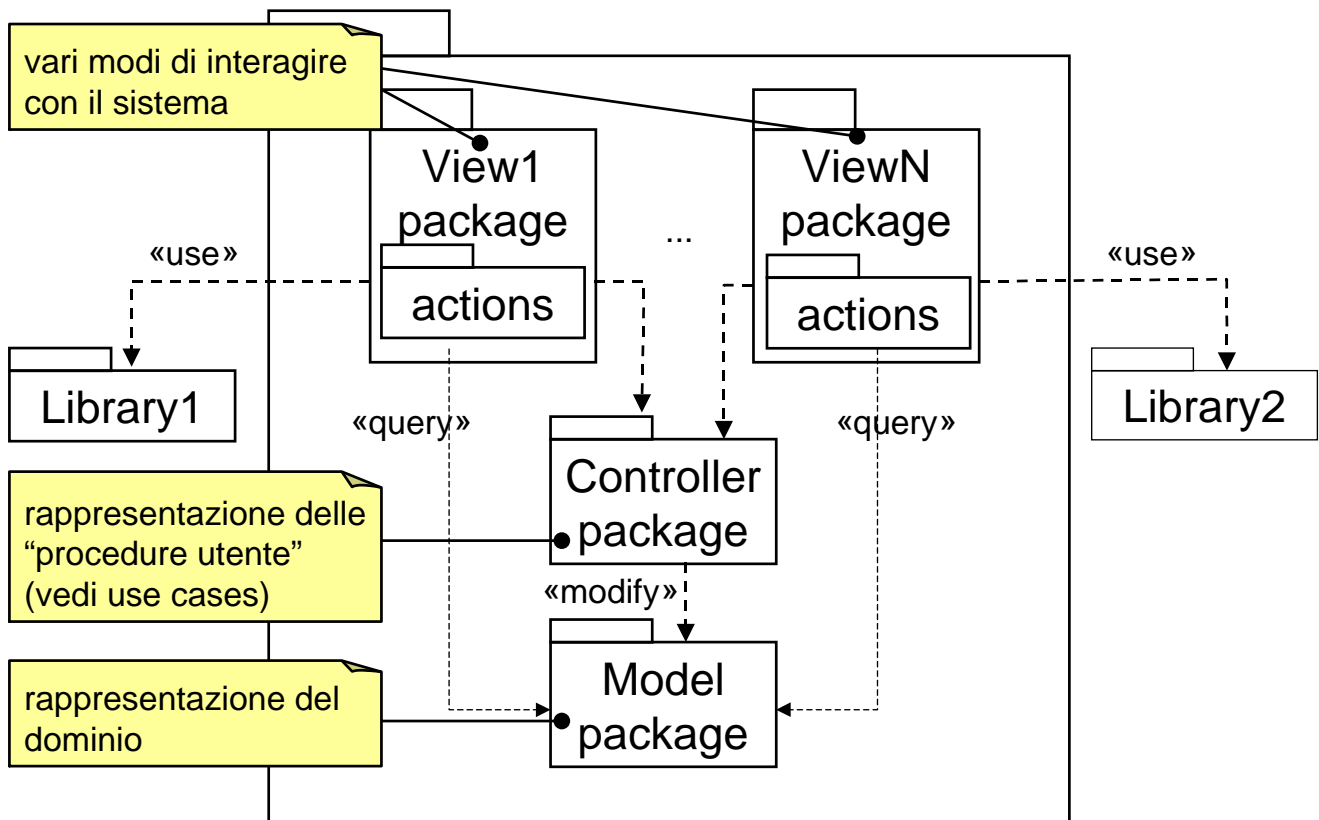 vari modi di interagire
con il sistema
View1
package
actions
...
ViewN
package
actions
«use»
«use»
Library1
Library2
«query»
«query»
Controller
package
rappresentazione delle
“procedure utente”
(vedi use cases)
«modify»
Model
package
rappresentazione del
dominio